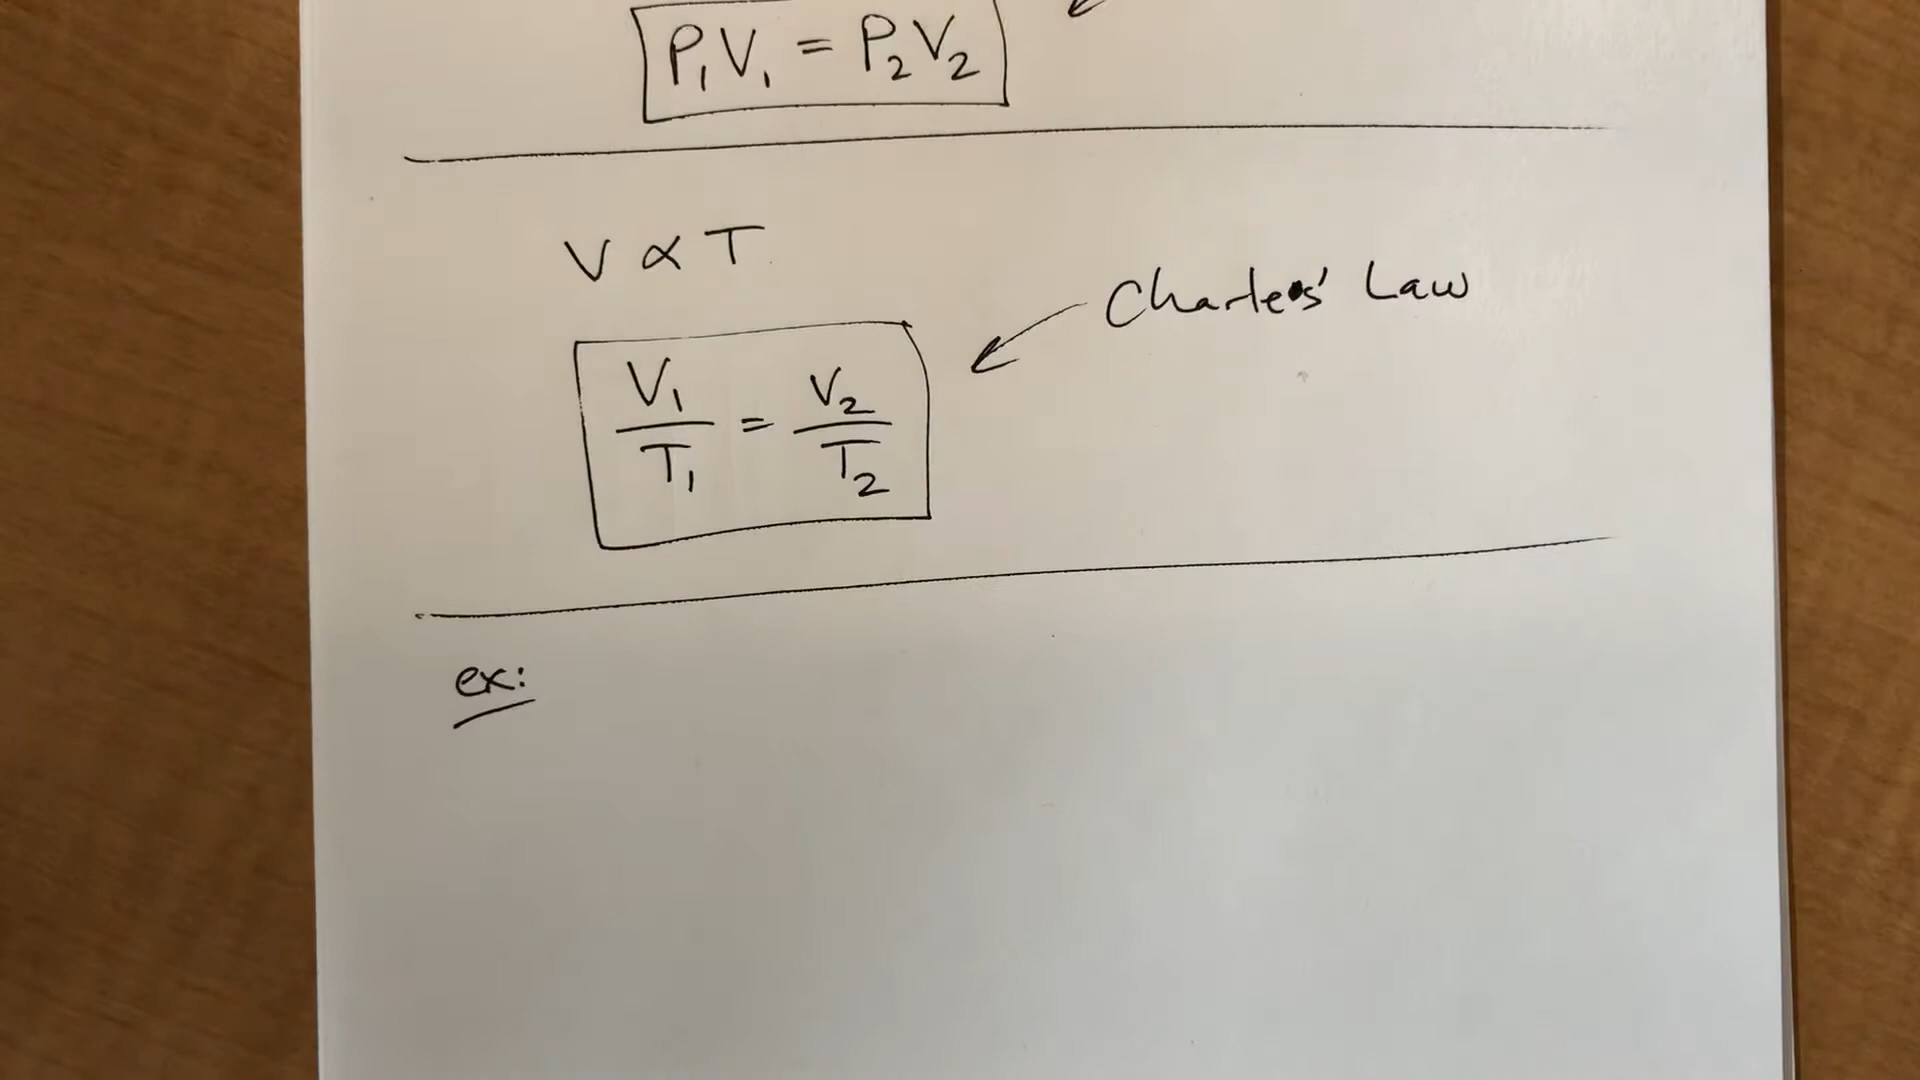 P₁V₁ = P₂V₂
V ∝ T
Charles' Law
V₁/T₁ = V₂/T₂
ex: